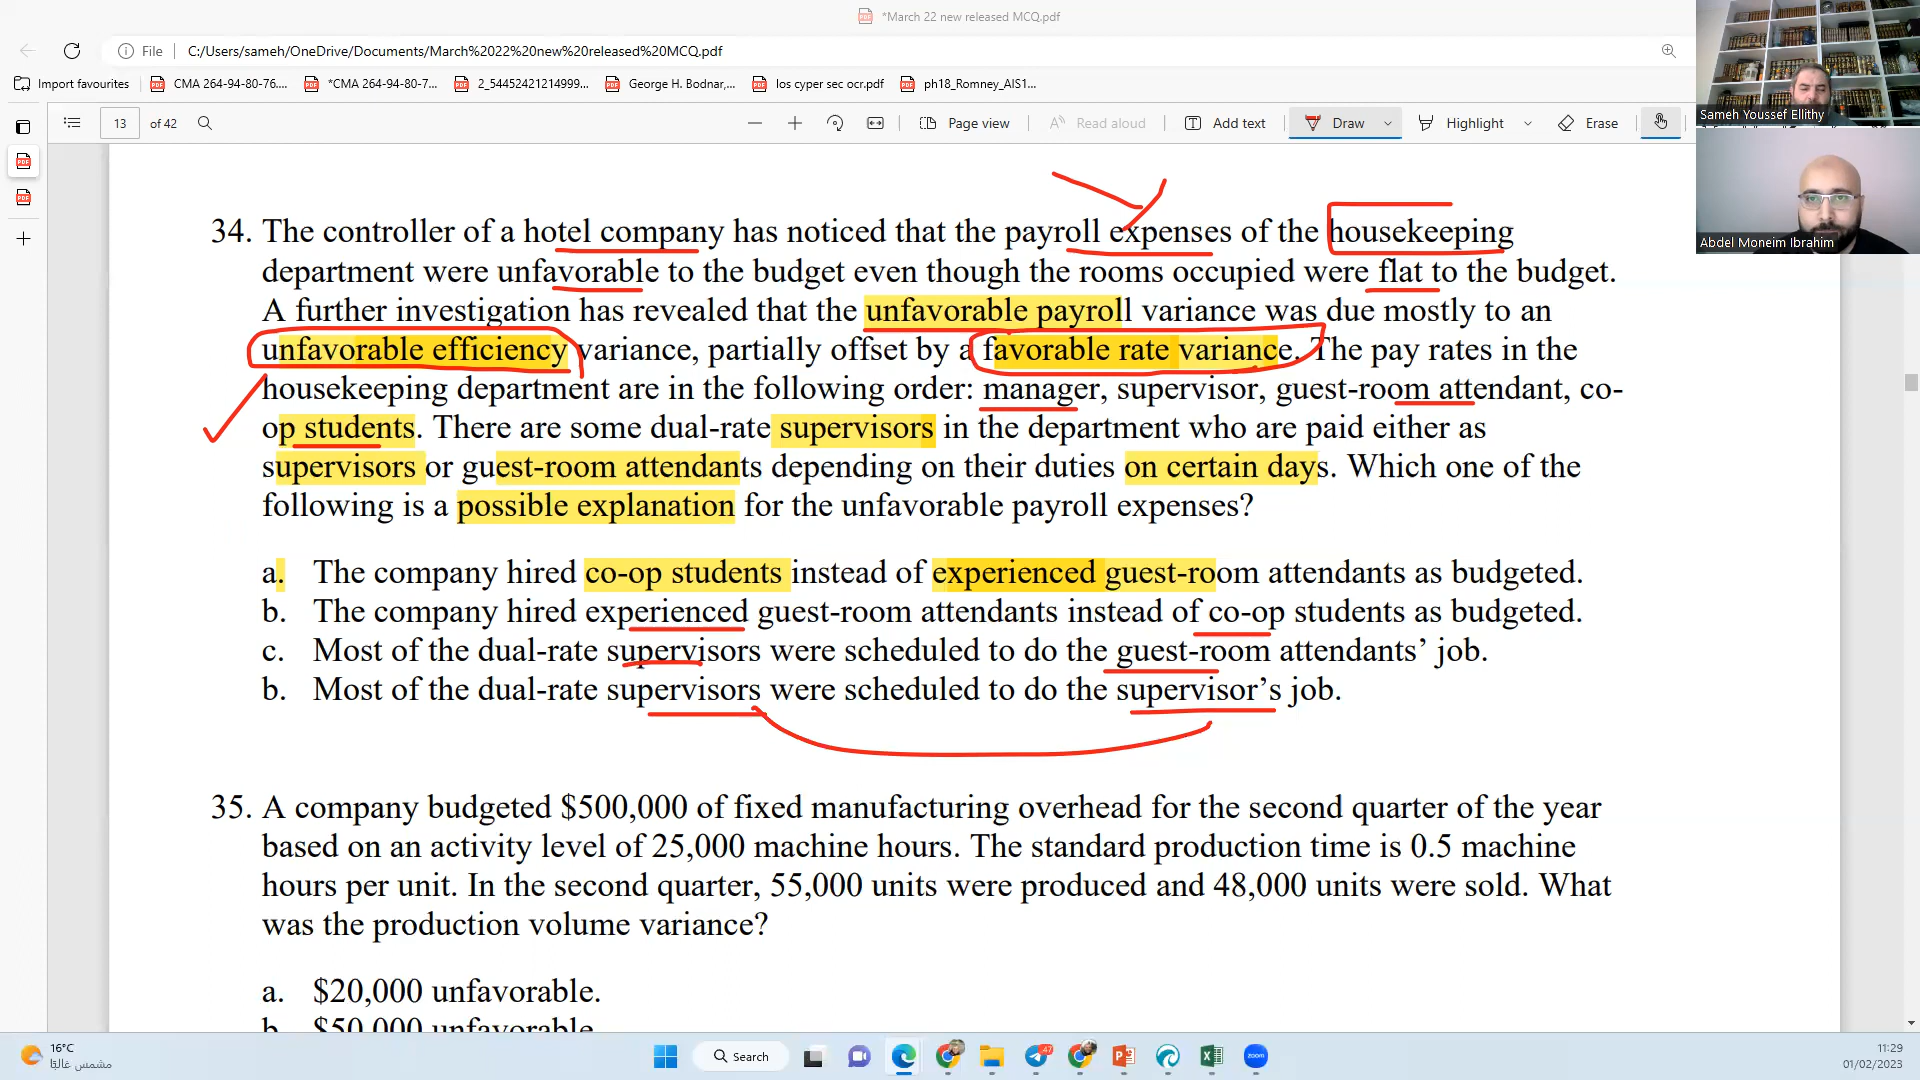 *March 22 new released MCQ.pdf
File C:/Users/sameh/OneDrive/Documents/March%2022%20new%20released%20MCQ.pdf
Import favourites CMA 264-94-80-76.... *CMA 264-94-80-7... 2_54452421214999... George H. Bodnar,... los cyper sec ocr.pdf ph18_Romney_AIS1...
13 of 42 Page view Read aloud Add text Draw Highlight Erase
Sameh Youssef Ellithy
Abdel Moneim Ibrahim
34. The controller of a hotel company has noticed that the payroll expenses of the housekeeping
department were unfavorable to the budget even though the rooms occupied were flat to the budget.
A further investigation has revealed that the unfavorable payroll variance was due mostly to an
unfavorable efficiency variance, partially offset by a favorable rate variance. The pay rates in the
housekeeping department are in the following order: manager, supervisor, guest-room attendant, co-
op students. There are some dual-rate supervisors in the department who are paid either as
supervisors or guest-room attendants depending on their duties on certain days. Which one of the
following is a possible explanation for the unfavorable payroll expenses?
a. The company hired co-op students instead of experienced guest-room attendants as budgeted.
b. The company hired experienced guest-room attendants instead of co-op students as budgeted.
c. Most of the dual-rate supervisors were scheduled to do the guest-room attendants’ job.
b. Most of the dual-rate supervisors were scheduled to do the supervisor’s job.
35. A company budgeted $500,000 of fixed manufacturing overhead for the second quarter of the year
based on an activity level of 25,000 machine hours. The standard production time is 0.5 machine
hours per unit. In the second quarter, 55,000 units were produced and 48,000 units were sold. What
was the production volume variance?
a. $20,000 unfavorable.
b. $50,000 unfavorable.
16°C
مشمس غالبًا
Search
47
zoom
11:29
01/02/2023